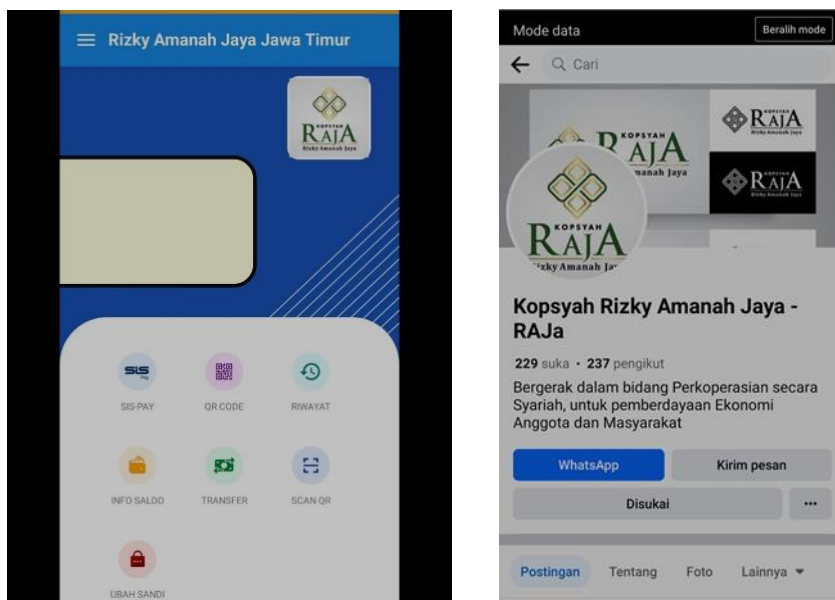 Rizky Amanah Jaya Jawa Timur
KOPSYAH
RAJA
Rizky Amanah Jaya
SIS
Pay
SIS-PAY
QR CODE
RIWAYAT
INFO SALDO
TRANSFER
SCAN QR
UBAH SANDI
Mode data
Beralih mode
Cari
KOPSYAH
RAJA
Rizky Amanah Jaya
KOPSYAH
RAJA
Rizky Amanah Jaya
KOPSYAH
RAJA
Rizky Amanah Jaya
KOPSYAH
RAJA
Kopsyah Rizky Amanah Jaya -
RAJa
229 suka • 237 pengikut
Bergerak dalam bidang Perkoperasian secara
Syariah, untuk pemberdayaan Ekonomi
Anggota dan Masyarakat
WhatsApp
Kirim pesan
Disukai
Postingan
Tentang
Foto
Lainnya